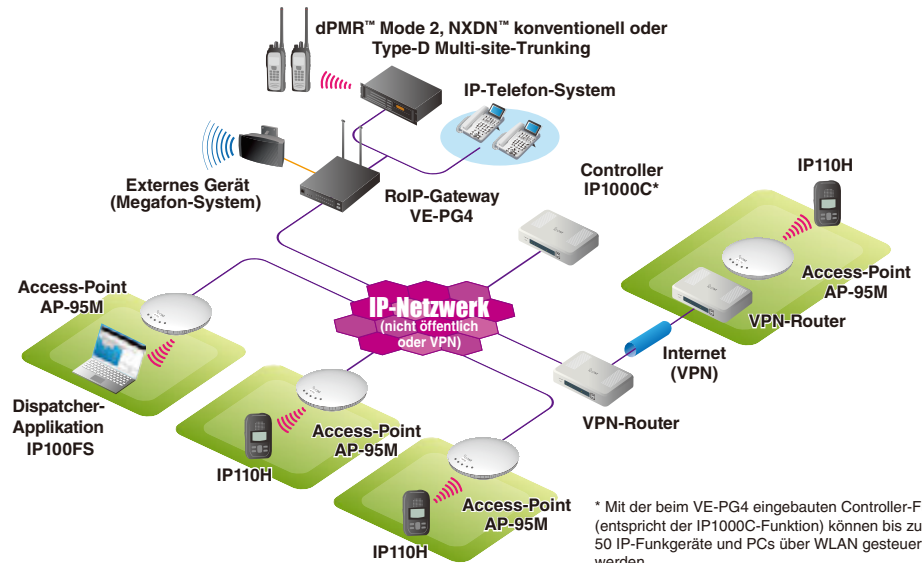 dPMR™ Mode 2, NXDN™ konventionell oder
Type-D Multi-site-Trunking
IP-Telefon-System
Externes Gerät
(Megafon-System)
RoIP-Gateway
VE-PG4
Controller
IP1000C*
IP110H
Access-Point
AP-95M
VPN-Router
Internet
(VPN)
VPN-Router
IP-Netzwerk
(nicht öffentlich
oder VPN)
Access-Point
AP-95M
Dispatcher-
Applikation
IP100FS
Access-Point
AP-95M
IP110H
Access-Point
AP-95M
IP110H
* Mit der beim VE-PG4 eingebauten Controller-F
(entspricht der IP1000C-Funktion) können bis zu
50 IP-Funkgeräte und PCs über WLAN gesteuer
werden